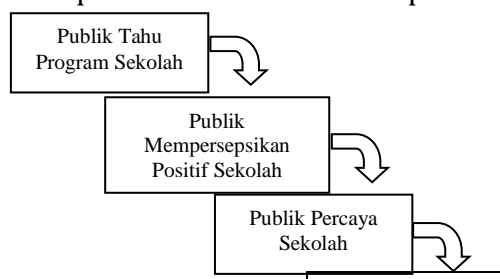 Publik Tahu
Program Sekolah
Publik
Mempersepsikan
Positif Sekolah
Publik Percaya
Sekolah